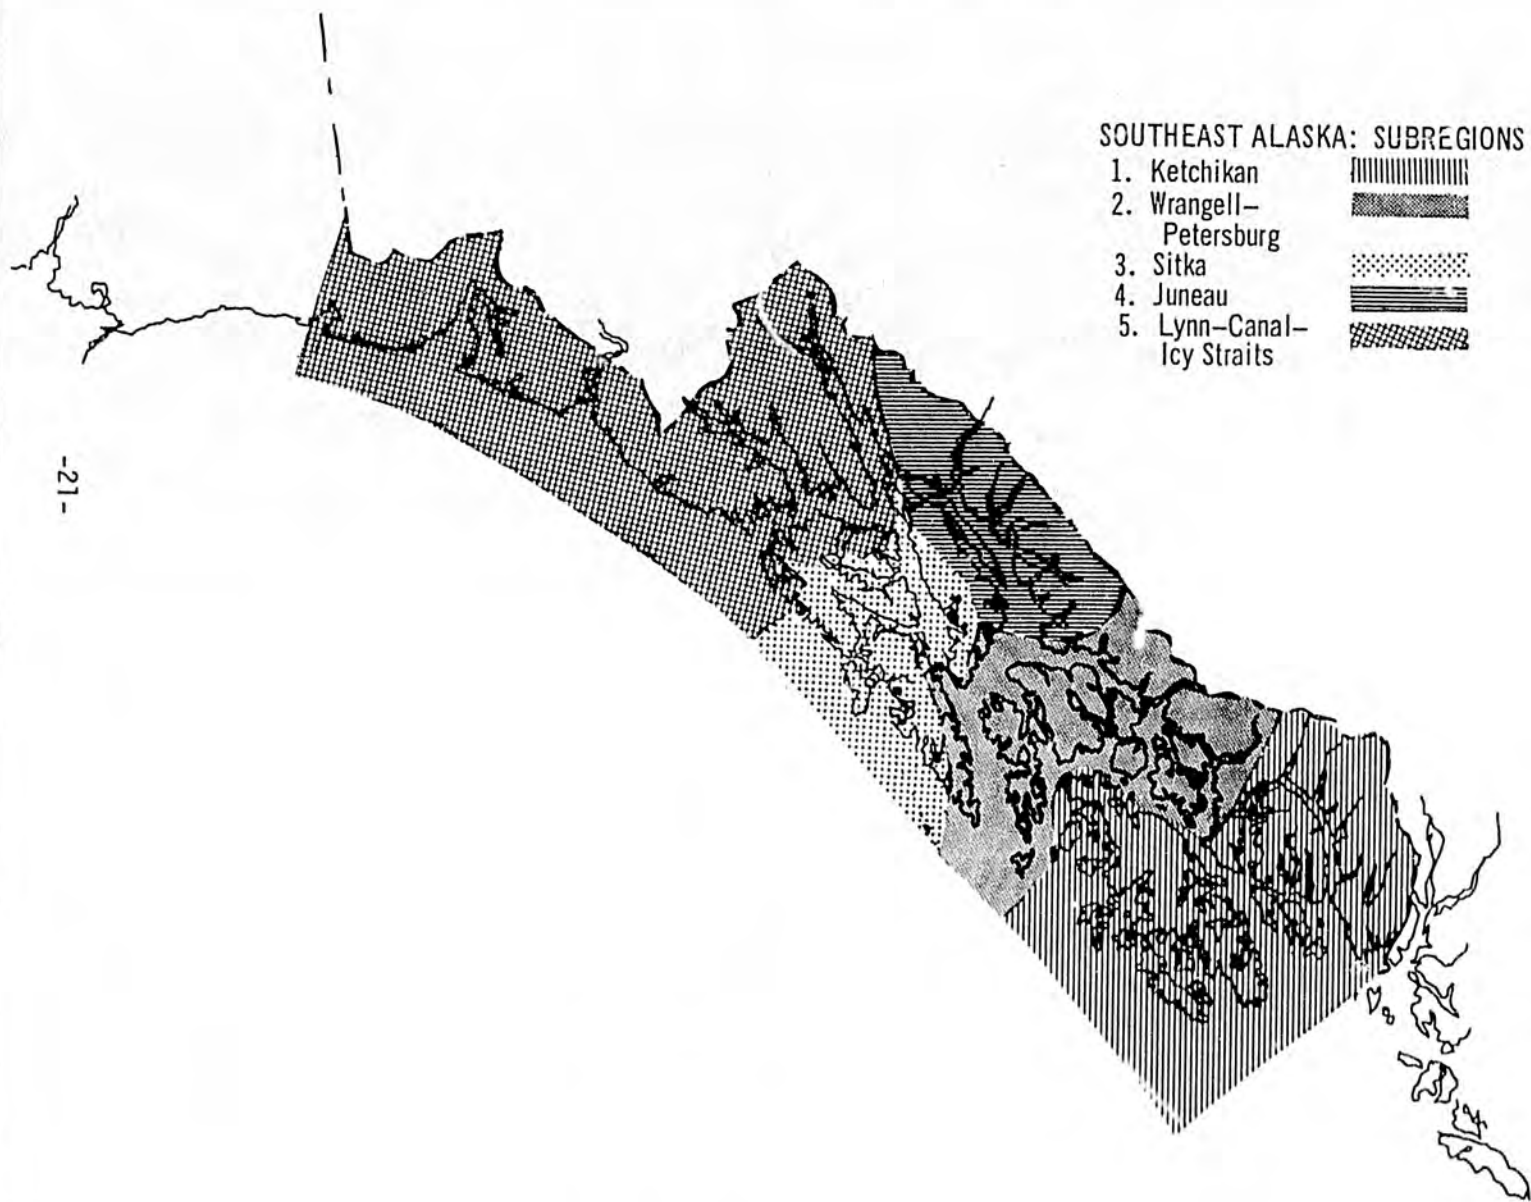 SOUTHEAST ALASKA: SUBREGIONS
1. Ketchikan
2. Wrangell–
Petersburg
3. Sitka
4. Juneau
5. Lynn–Canal–
Icy Straits
-21-